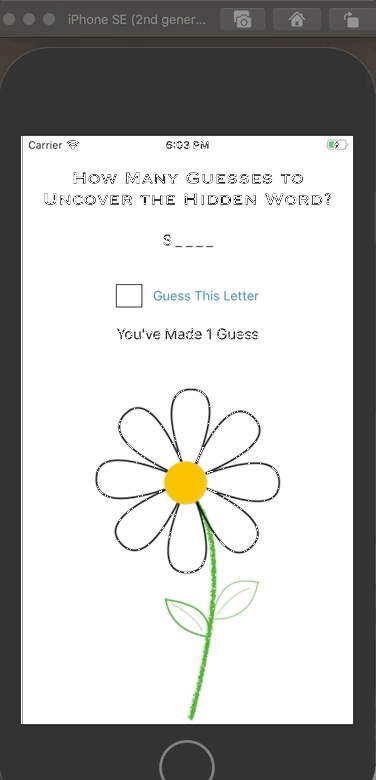 iPhone SE (2nd gener...
Carrier 6:03 PM
How Many Guesses to
Uncover the Hidden Word?
S____
Guess This Letter
You've Made 1 Guess